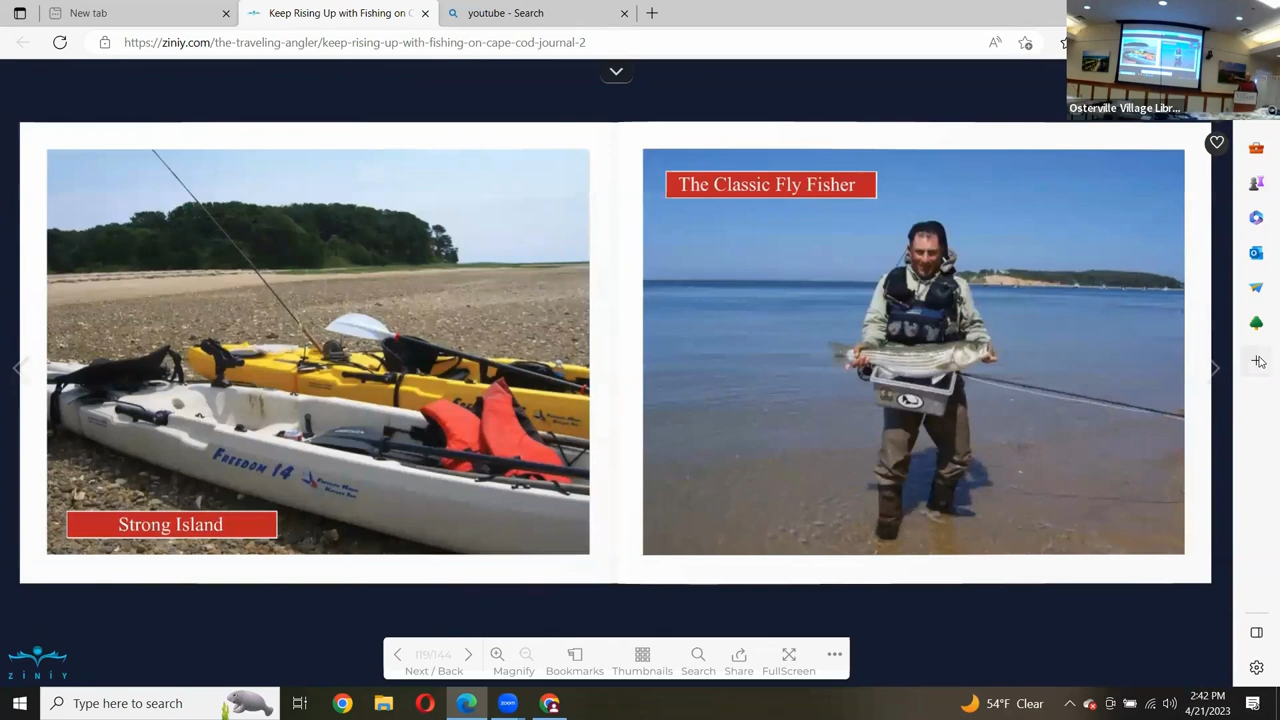 New tab
Keep Rising Up with Fishing on C
youtube - Search
https://ziniy.com/the-traveling-angler/keep-rising-up-with-fishing-on-cape-cod-journal-2
Osterville Village Libr...
The Classic Fly Fisher
FREEDOM 14
Strong Island
119/144
Next / Back
Magnify
Bookmarks
Thumbnails
Search
Share
FullScreen
ZINIY
Type here to search
zoom
54°F Clear
2:42 PM
4/21/2023